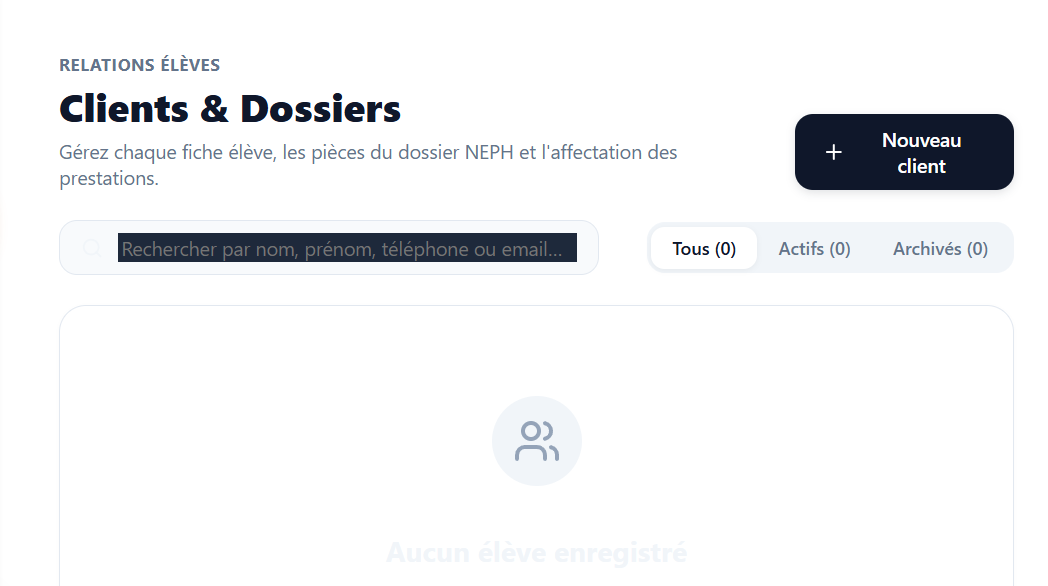 RELATIONS ÉLÈVES
Clients & Dossiers
Gérez chaque fiche élève, les pièces du dossier NEPH et l'affectation des
prestations.
Nouveau
client
Rechercher par nom, prénom, téléphone ou email...
Tous (0)
Actifs (0)
Archivés (0)
Aucun élève enregistré